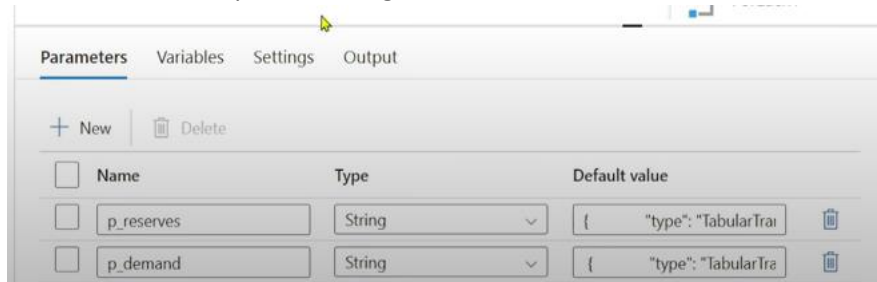 Parameters Variables Settings Output
New Delete
Name Type Default value
p_reserves String { "type": "TabularTrai
p_demand String { "type": "TabularTra